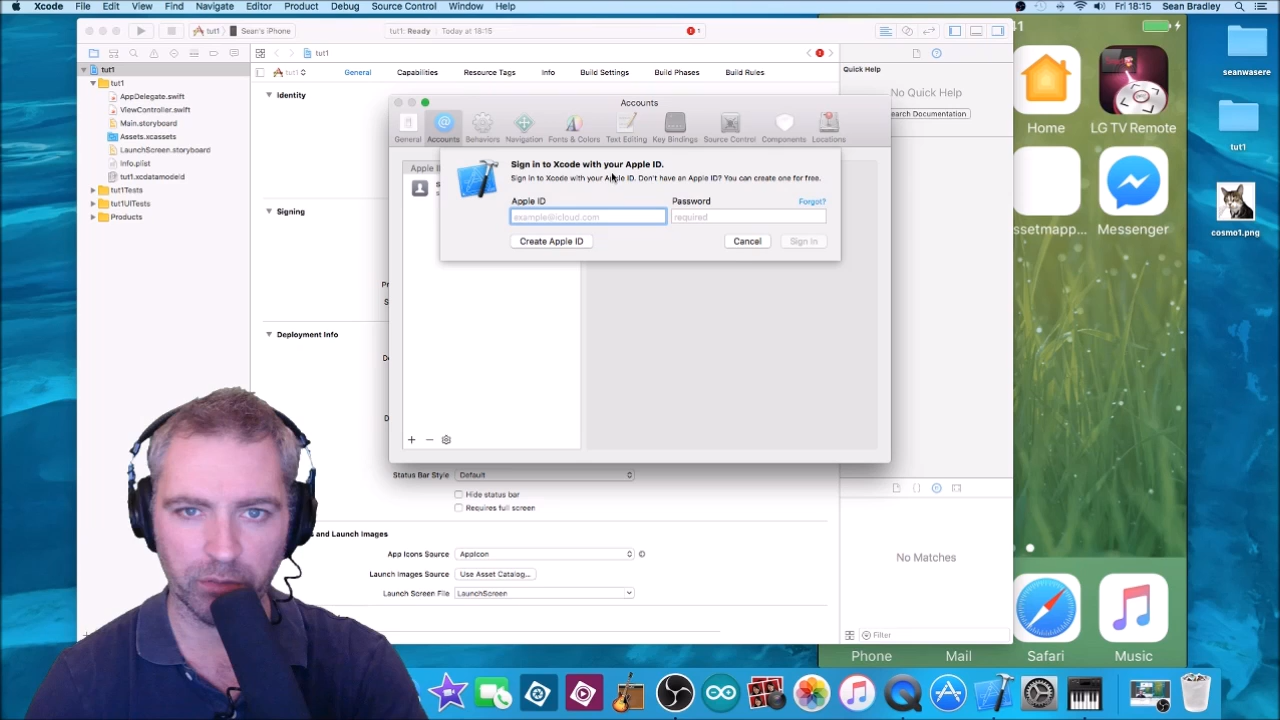 Xcode File Edit View Find Navigate Editor Product Debug Source Control Window Help
Fri 18:15 Sean Bradley
tut1 Sean's iPhone
tut1: Ready Today at 18:15
1
41
tut1
tut1
General Capabilities Resource Tags Info Build Settings Build Phases Build Rules
Quick Help
No Quick Help
earch Documentation
tut1
AppDelegate.swift
ViewController.swift
Main.storyboard
Assets.xcassets
LaunchScreen.storyboard
Info.plist
tut1.xcdatamodeld
tut1Tests
tut1UITests
Products
Identity
Signing
Deployment Info
Accounts
General Accounts Behaviors Navigation Fonts & Colors Text Editing Key Bindings Source Control Components Locations
Apple I
Sign in to Xcode with your Apple ID.
Sign in to Xcode with your Apple ID. Don't have an Apple ID? You can create one for free.
Apple ID Password Forgot?
example@icloud.com required
Create Apple ID Cancel Sign In
Status Bar Style Default
Hide status bar
Requires full screen
and Launch Images
App Icons Source AppIcon
Launch Images Source Use Asset Catalog...
Launch Screen File LaunchScreen
No Matches
Filter
Home LG TV Remote
ssetmapp... Messenger
Phone Mail Safari Music
seanwasere
tut1
cosmo1.png